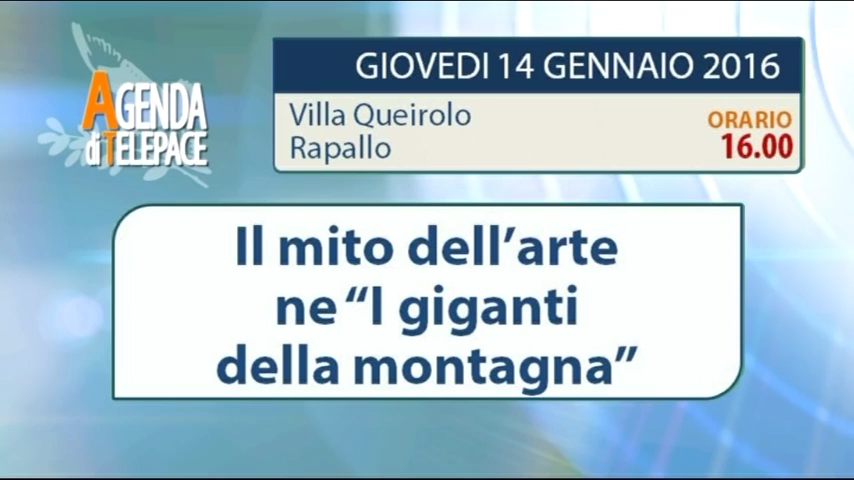 AGENDA
di TELEPACE
GIOVEDI 14 GENNAIO 2016
Villa Queirolo
Rapallo
ORARIO
16.00
Il mito dell’arte
ne “I giganti
della montagna”